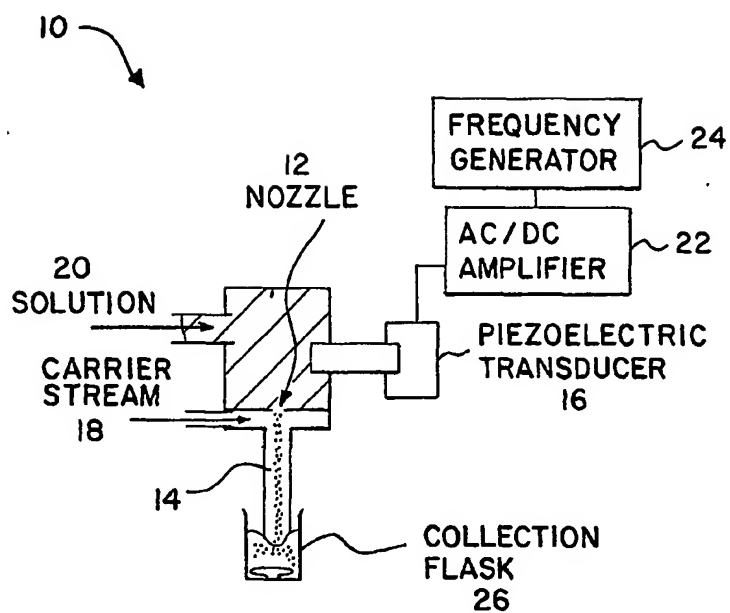 10
FREQUENCY
GENERATOR
24
12
NOZZLE
AC/DC
AMPLIFIER
22
20
SOLUTION
PIEZOELECTRIC
TRANSDUCER
16
CARRIER
STREAM
18
14
COLLECTION
FLASK
26